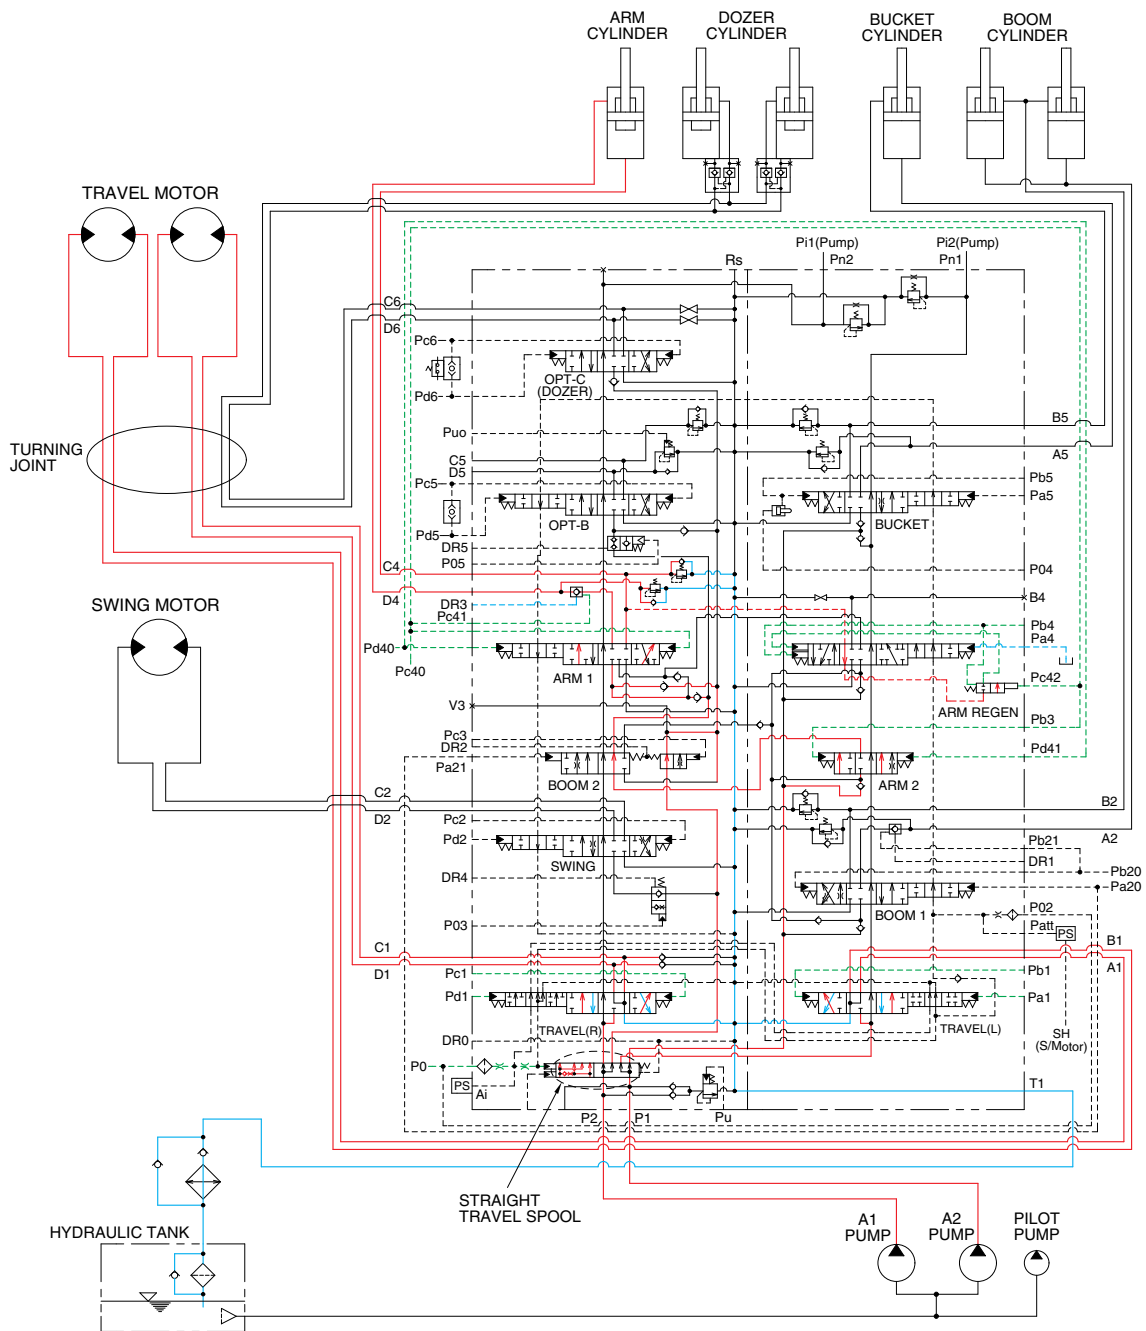 ARM
CYLINDER
DOZER
CYLINDER
BUCKET
CYLINDER
BOOM
CYLINDER
TRAVEL MOTOR
Pi1(Pump)
Pn2
Pi2(Pump)
Pn1
Rs
C6
D6
Pc6
OPT-C
(DOZER)
Pd6
Puo
B5
A5
TURNING
JOINT
C5
D5
Pc5
Pb5
Pa5
OPT-B
BUCKET
Pd5
DR5
P05
P04
C4
D4
SWING MOTOR
DR3
Pc41
B4
Pb4
Pa4
Pd40
Pc40
ARM 1
Pc42
ARM REGEN
V3
Pb3
Pc3
DR2
Pa21
Pd41
BOOM 2
ARM 2
C2
D2
B2
A2
Pc2
Pd2
SWING
Pb21
DR1
DR4
Pb20
Pa20
BOOM 1
P03
P02
Patt
PS
C1
D1
B1
A1
Pc1
Pb1
Pd1
Pa1
TRAVEL(R)
TRAVEL(L)
DR0
SH
(S/Motor)
P0
PS
Ai
T1
P2
P1
Pu
STRAIGHT
TRAVEL SPOOL
HYDRAULIC TANK
A1
PUMP
A2
PUMP
PILOT
PUMP